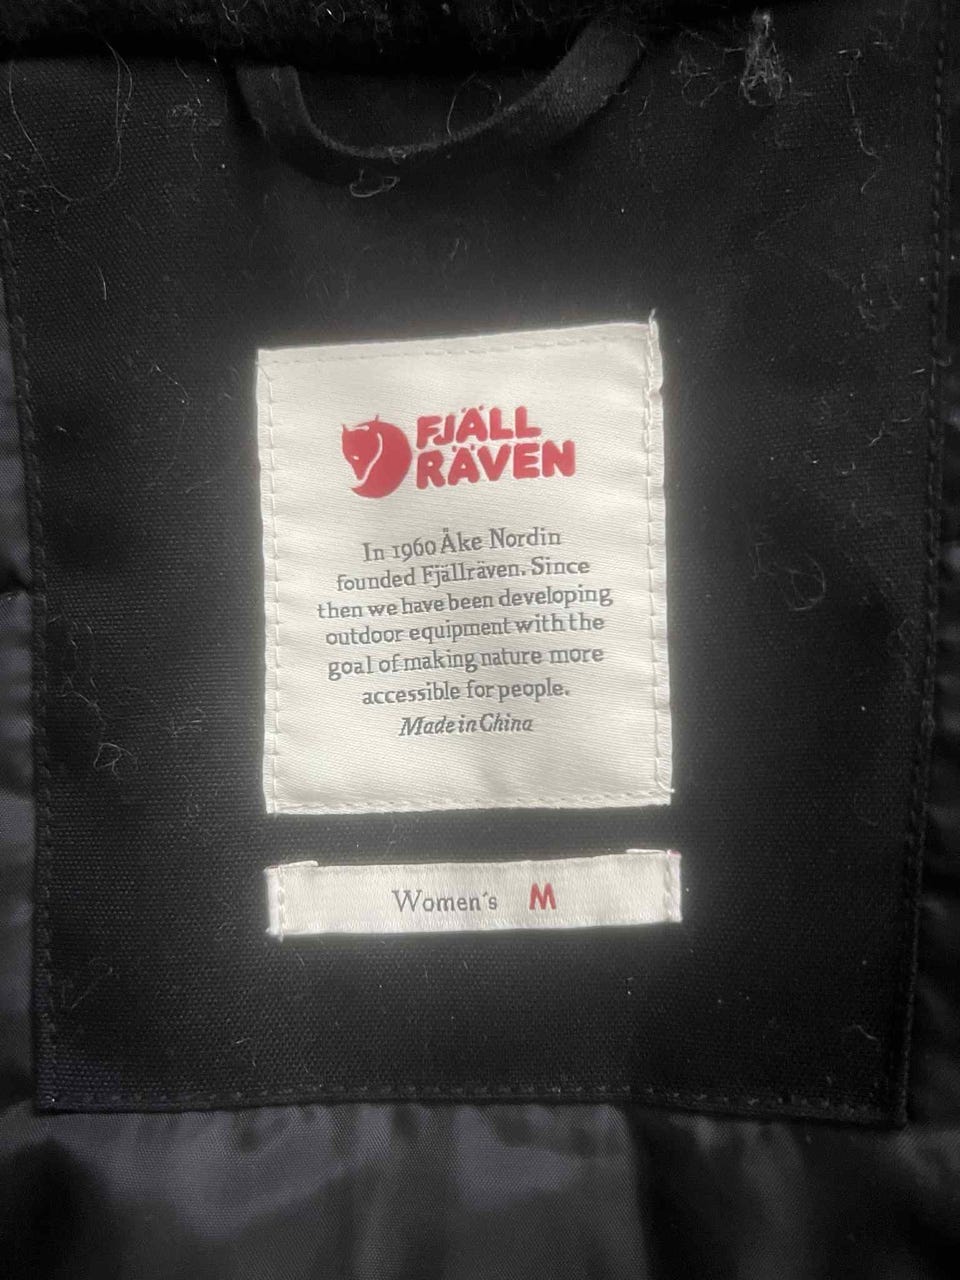 FJÄLL
RÄVEN
In 1960 Åke Nordin
founded Fjällräven. Since
then we have been developing
outdoor equipment with the
goal of making nature more
accessible for people.
Made in China
Women's M